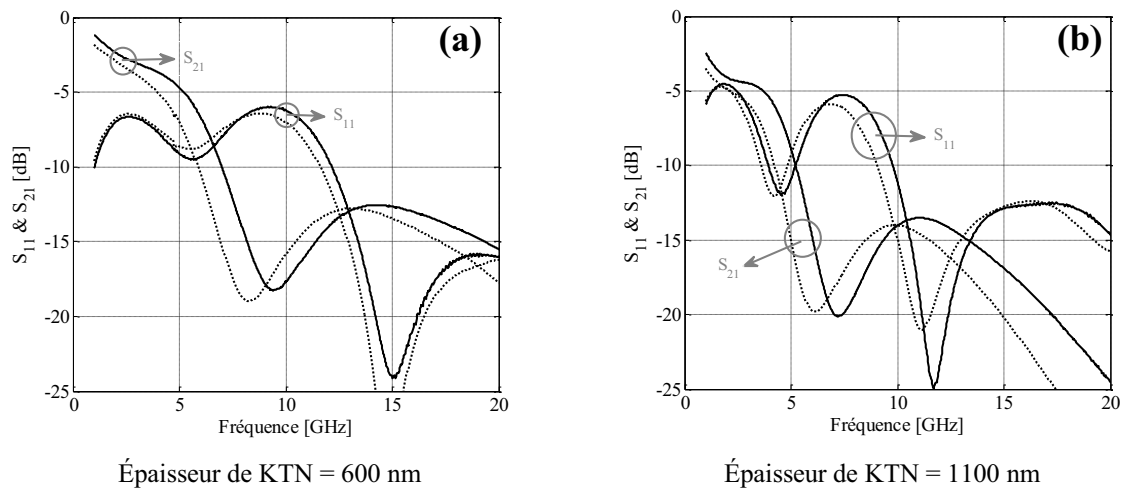 (a)
0
-5
-10
-15
-20
-25
S11 & S21 [dB]
S21
S11
0 5 10 15 20
Fréquence [GHz]
Épaisseur de KTN = 600 nm
(b)
0
-5
-10
-15
-20
-25
S11 & S21 [dB]
S11
S21
0 5 10 15 20
Fréquence [GHz]
Épaisseur de KTN = 1100 nm